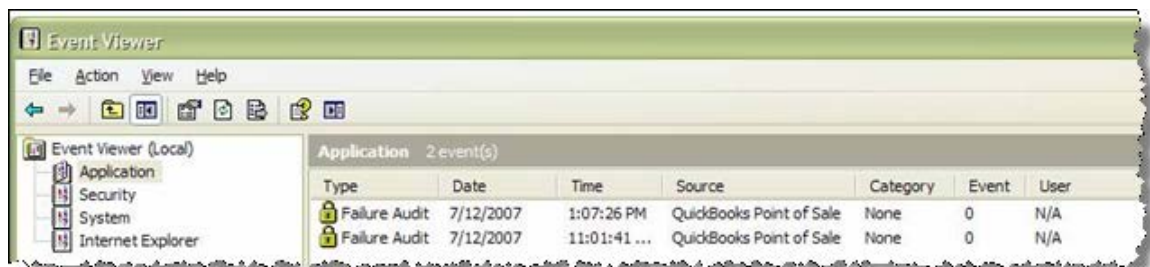 Event Viewer
File Action View Help
Event Viewer (Local)
Application
Security
System
Internet Explorer
Application 2 event(s)
Type Date Time Source Category Event User
Failure Audit 7/12/2007 1:07:26 PM QuickBooks Point of Sale None 0 N/A
Failure Audit 7/12/2007 11:01:41 ... QuickBooks Point of Sale None 0 N/A